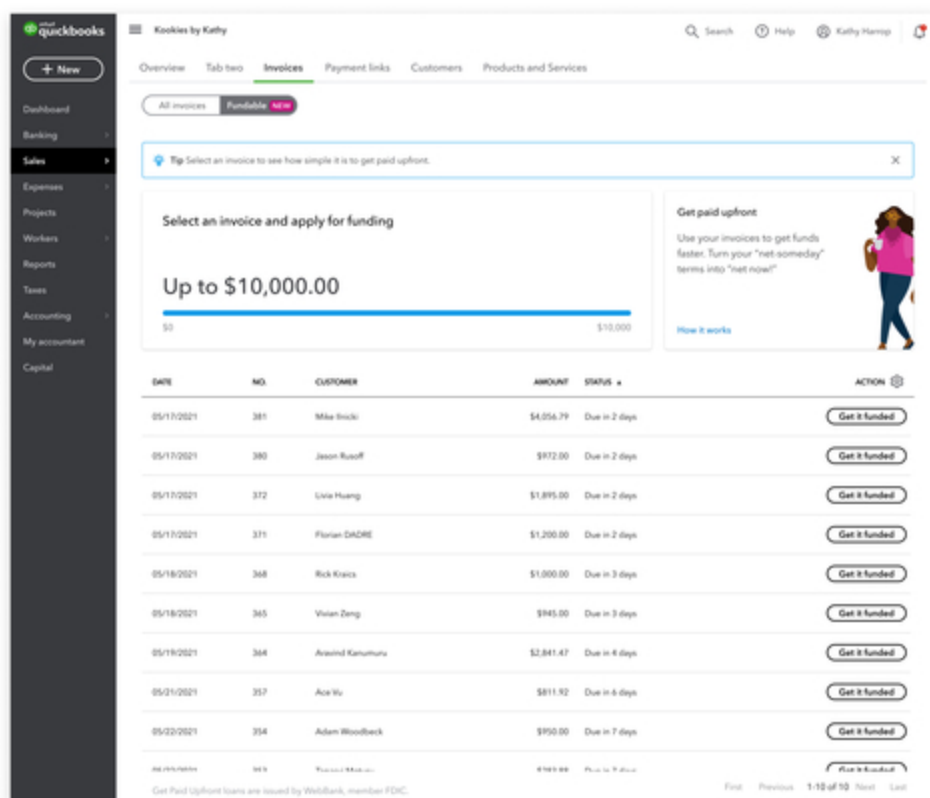 intuit
quickbooks
Kookies by Kathy
Search
Help
Kathy Harrop
+ New
Overview Tab two Invoices Payment links Customers Products and Services
All invoices Fundable NEW
Dashboard
Banking
Sales
Expenses
Projects
Workers
Reports
Taxes
Accounting
My accountant
Capital
Tip Select an invoice to see how simple it is to get paid upfront.
Select an invoice and apply for funding
Up to $10,000.00
$0 $10,000
Get paid upfront
Use your invoices to get funds
faster. Turn your "net-someday"
terms into "net now!"
How it works
DATE NO. CUSTOMER AMOUNT STATUS ACTION
05/17/2021 381 Mike $4,056.79 Due in 2 days Get it funded
05/17/2021 380 Jason Rusoff $972.00 Due in 2 days Get it funded
05/17/2021 372 Livia Huang $1,895.00 Due in 2 days Get it funded
05/17/2021 371 Florian DADRE $1,200.00 Due in 2 days Get it funded
05/18/2021 368 Rick Kraics $1,000.00 Due in 3 days Get it funded
05/18/2021 365 Vivian Zeng $945.00 Due in 3 days Get it funded
05/19/2021 364 Aravind Kanumuru $2,841.47 Due in 4 days Get it funded
05/21/2021 357 Ace Vu $811.92 Due in 6 days Get it funded
05/22/2021 354 Adam Woodbeck $950.00 Due in 7 days Get it funded
353 Due in 7 days Get it funded
Get Paid Upfront loans are issued by WebBank, member FDIC.
First Previous 1-10 of 10 Next Last